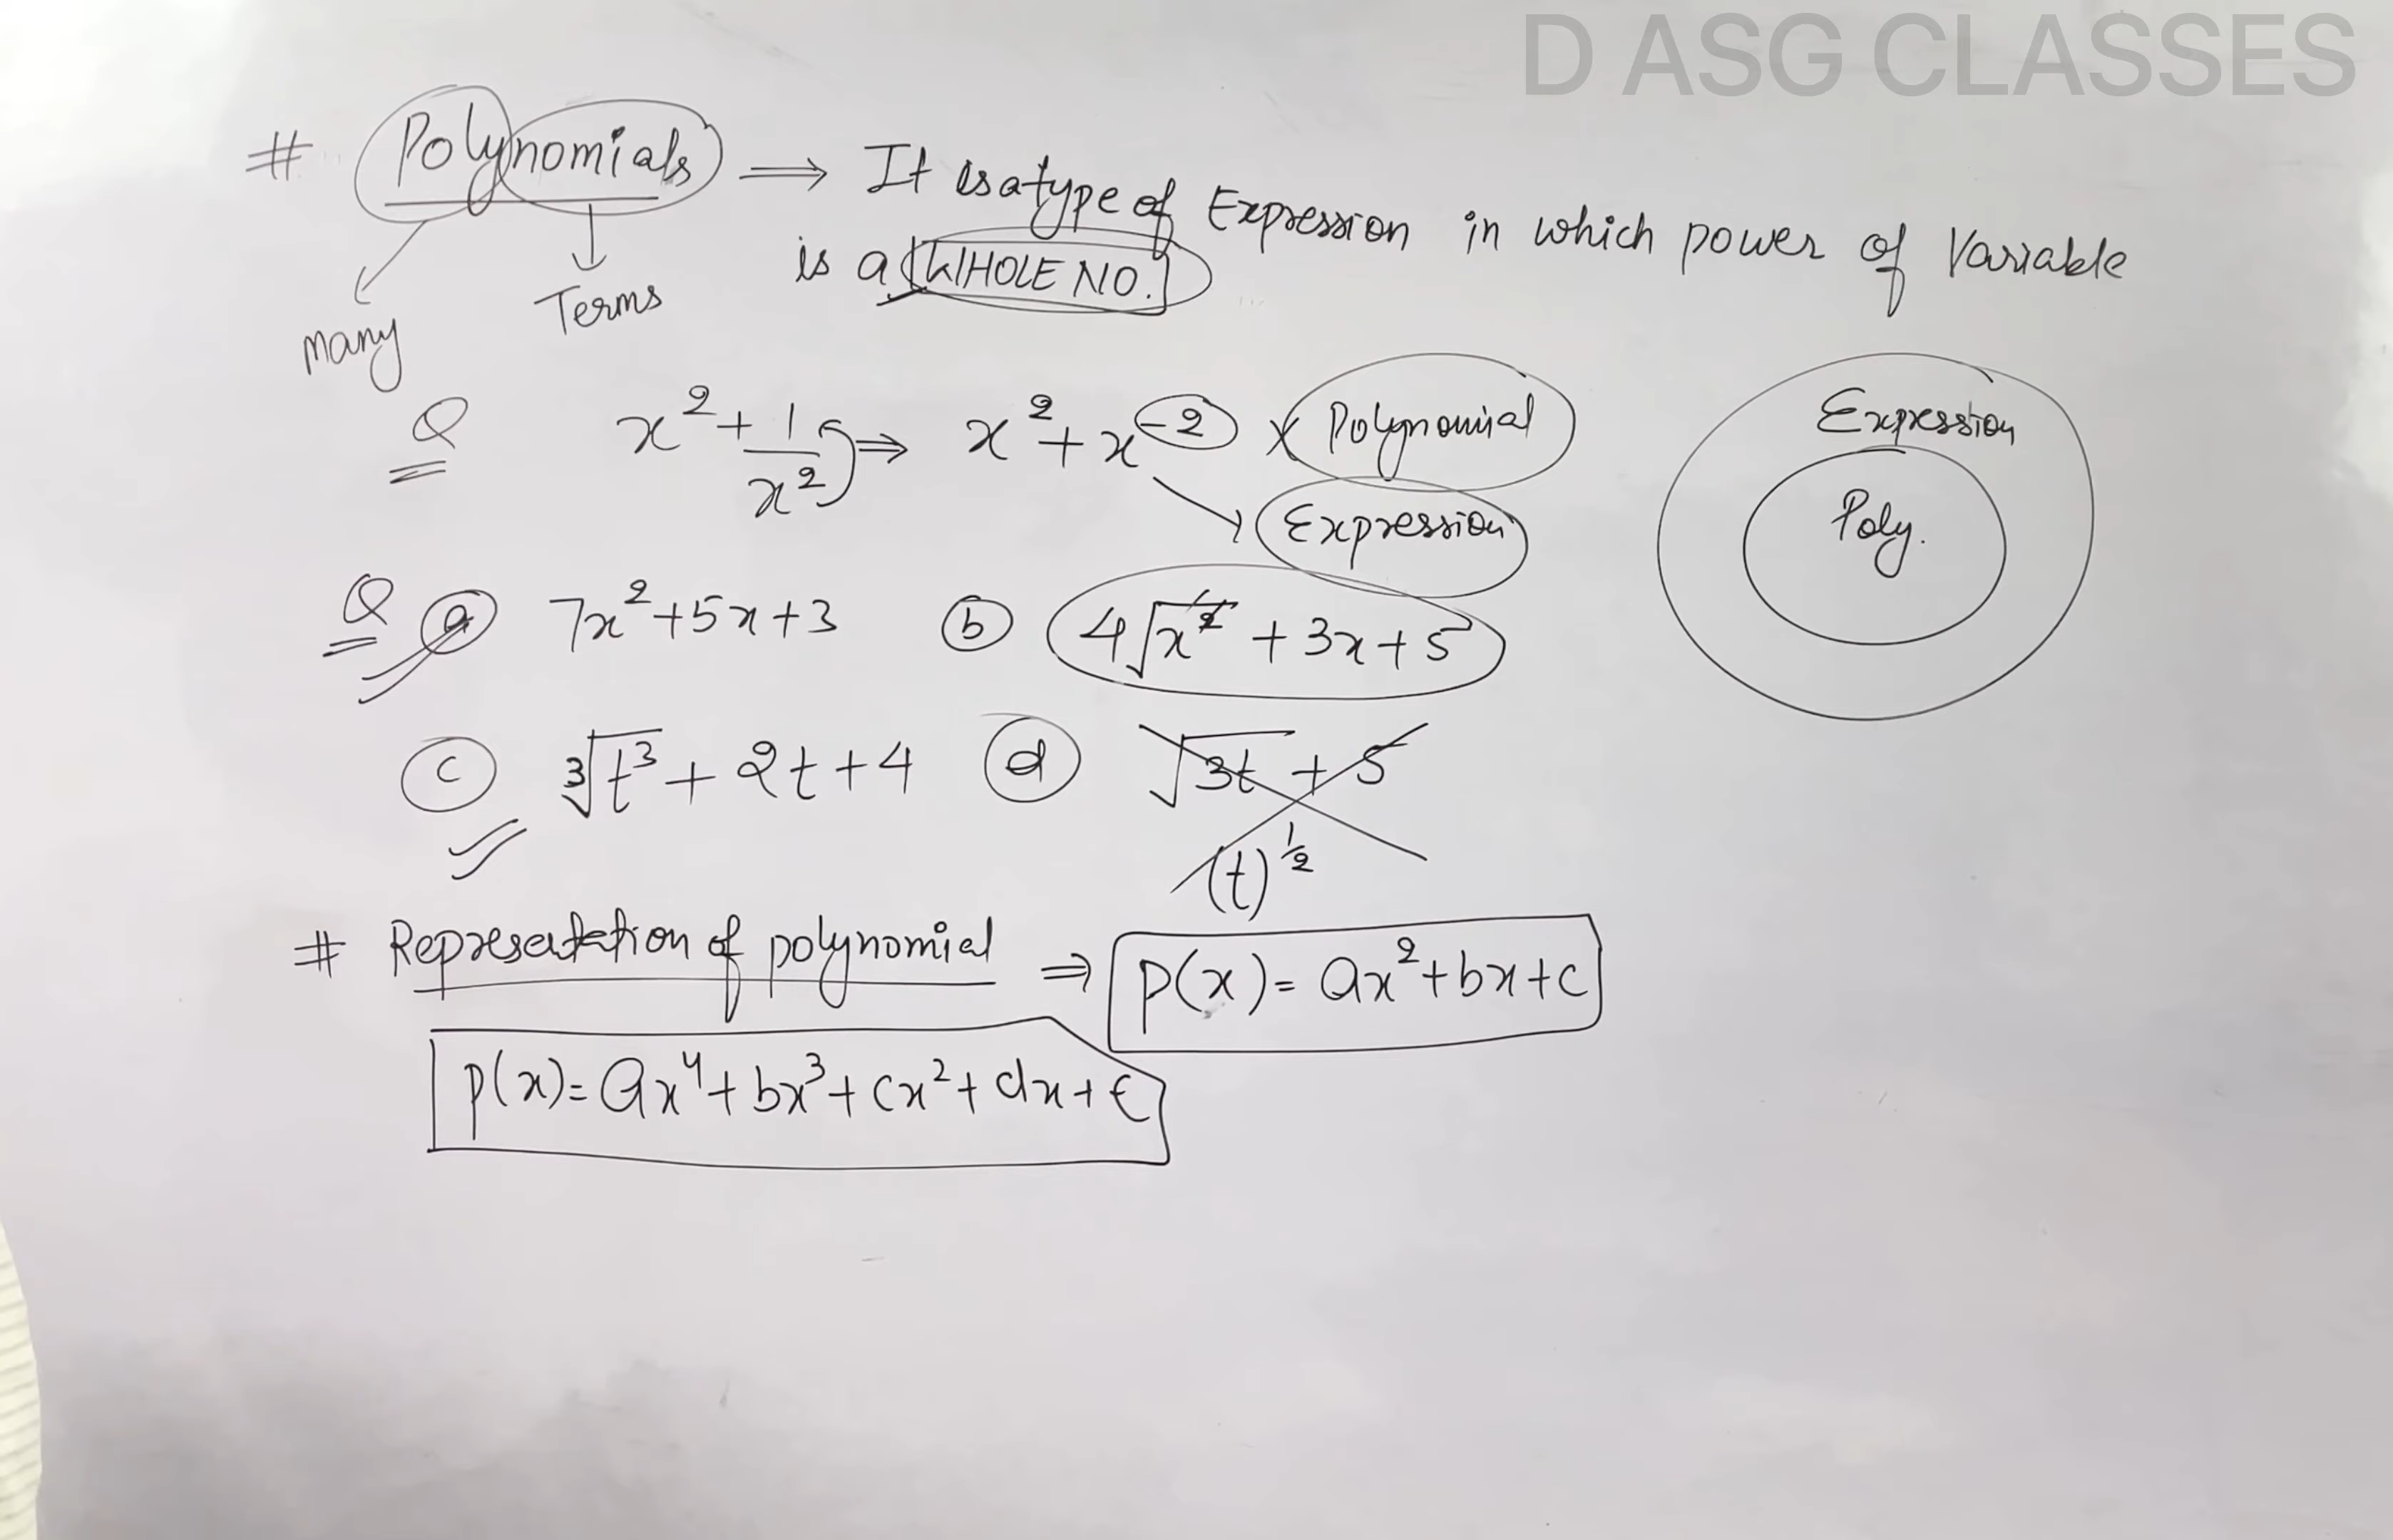 D ASG CLASSES
# Polynomials ⇒ It is a type of Expression in which power of Variable
is a WHOLE NO.
many
Terms
Q x² + 1/x² ⇒ x² + x⁻² × Polynomial
Expression
Expression
Poly.
Q ⓐ 7x² + 5x + 3 ⓑ 4√x² + 3x + 5
ⓒ ³√t³ + 2t + 4 ⓓ √3t + 5
(t)^½
# Representation of polynomial ⇒ p(x) = ax² + bx + c
p(x) = ax⁴ + bx³ + cx² + dx + e